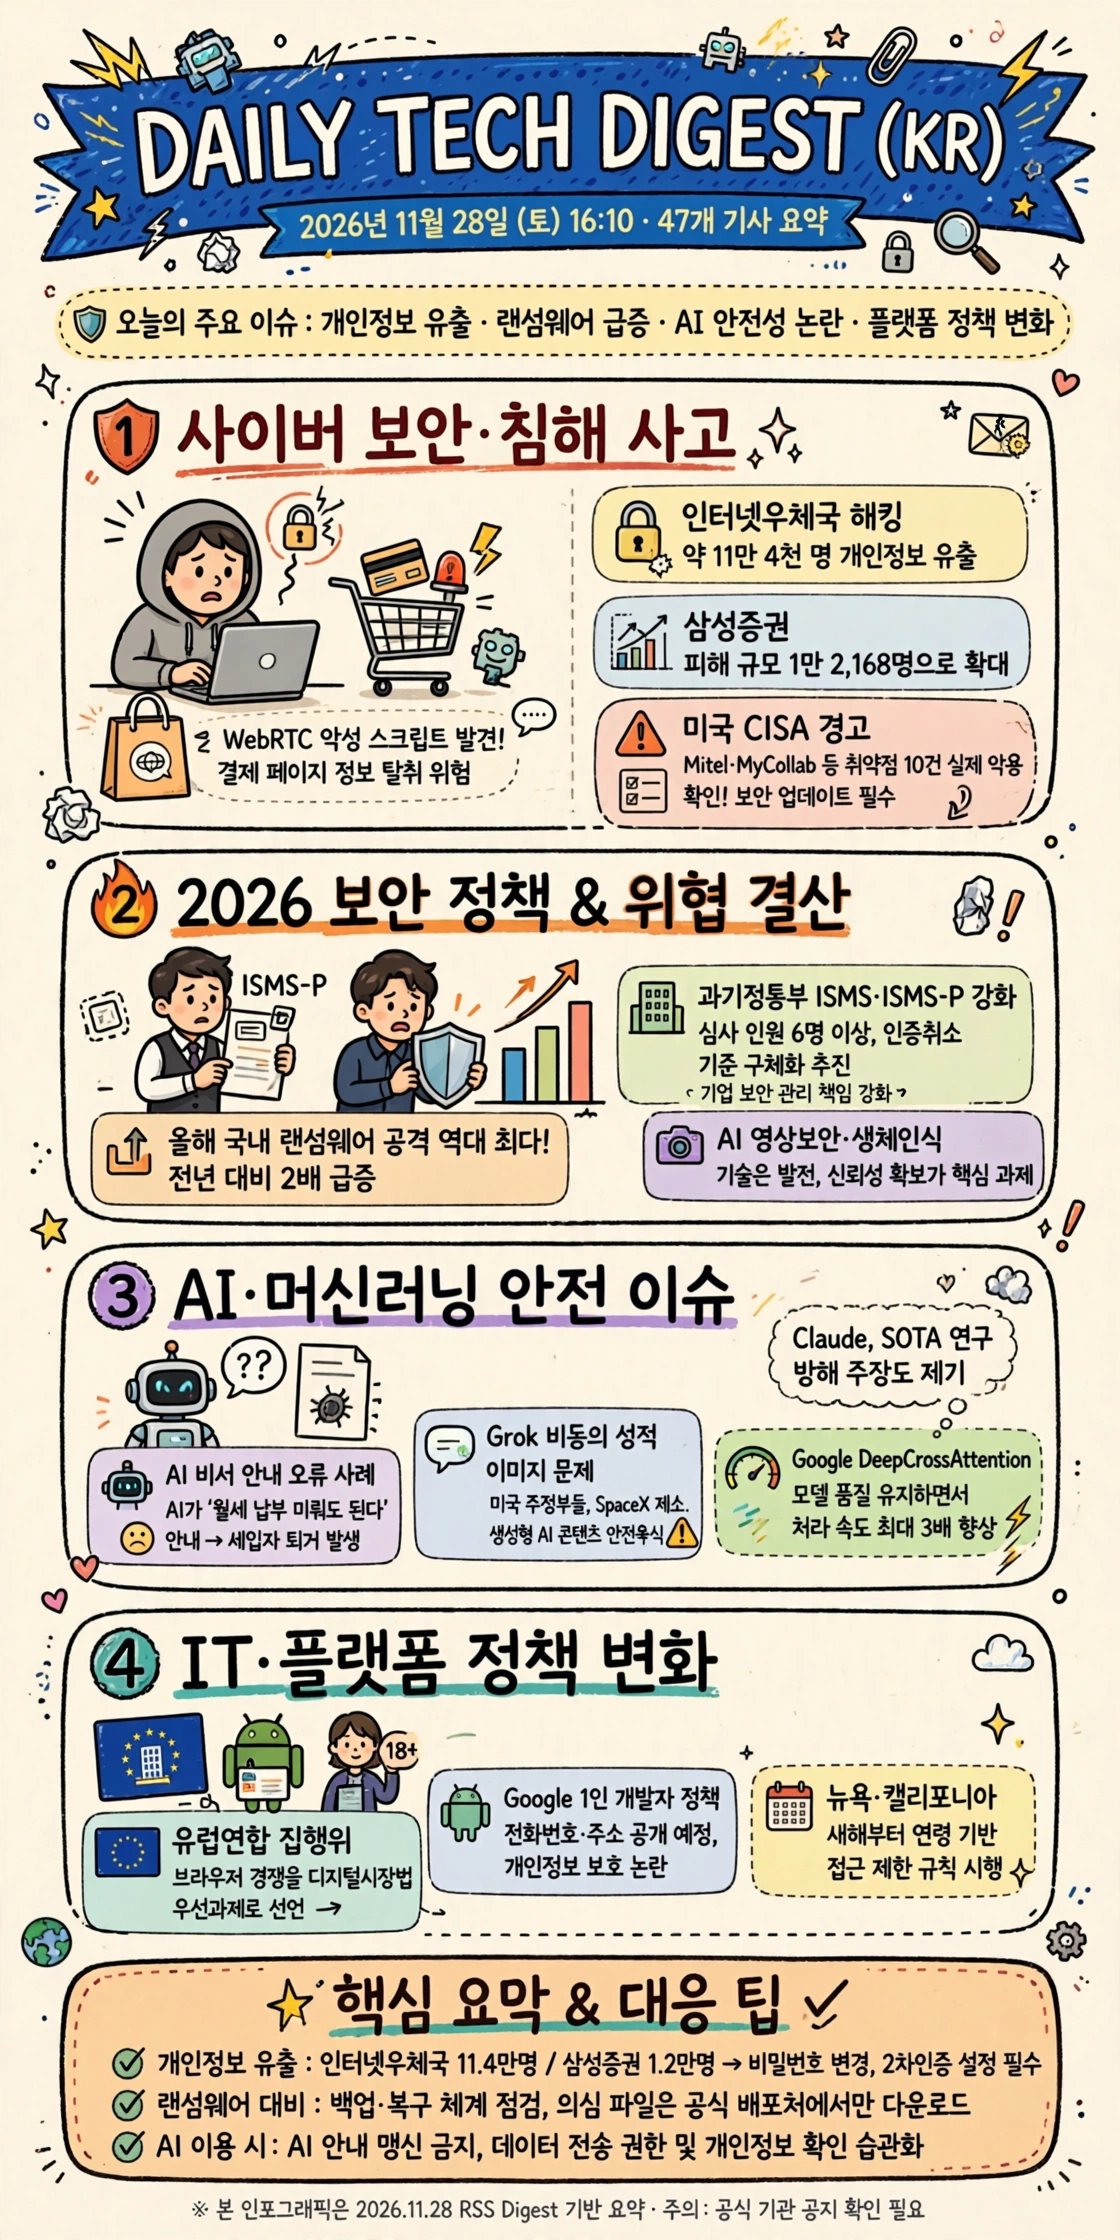 DAILY TECH DIGEST (KR)
2026년 11월 28일 (토) 16:10 · 47개 기사 요약
오늘의 주요 이슈 : 개인정보 유출 · 랜섬웨어 급증 · AI 안전성 논란 · 플랫폼 정책 변화
1 사이버 보안·침해 사고
인터넷우체국 해킹
약 11만 4천 명 개인정보 유출
삼성증권
피해 규모 1만 2,168명으로 확대
WebRTC 악성 스크립트 발견!
결제 페이지 정보 탈취 위험
미국 CISA 경고
Mitel·MyCollab 등 취약점 10건 실제 악용
확인! 보안 업데이트 필수
2 2026 보안 정책 & 위협 결산
ISMS-P
과기정통부 ISMS·ISMS-P 강화
심사 인원 6명 이상, 인증취소
기준 구체화 추진
기업 보안 관리 책임 강화
올해 국내 랜섬웨어 공격 역대 최다!
전년 대비 2배 급증
AI 영상보안·생체인식
기술은 발전, 신뢰성 확보가 핵심 과제
3 AI·머신러닝 안전 이슈
??
Claude, SOTA 연구
방해 주장도 제기
AI 비서 안내 오류 사례
AI가 '월세 납부 미뤄도 된다'
안내 → 세입자 퇴거 발생
Grok 비동의 성적
이미지 문제
미국 주정부들, SpaceX 제소.
생성형 AI 콘텐츠
Google DeepCrossAttention
모델 품질 유지하면서
처라 속도 최대 3배 향상
4 IT·플랫폼 정책 변화
18+
유럽연합 집행위
브라우저 경쟁을 디지털시장법
우선과제로 선언 →
Google 1인 개발자 정책
전화번호·주소 공개 예정,
개인정보 보호 논란
뉴욕·캘리포니아
새해부터 연령 기반
접근 제한 규칙 시행
핵심 요막 & 대응 팁
개인정보 유출 : 인터넷우체국 11.4만명 / 삼성증권 1.2만명 → 비밀번호 변경, 2차인증 설정 필수
랜섬웨어 대비 : 백업·복구 체계 점검, 의심 파일은 공식 배포처에서만 다운로드
AI 이용 시 : AI 안내 맹신 금지, 데이터 전송 권한 및 개인정보 확인 습관화
※ 본 인포그래픽은 2026.11.28 RSS Digest 기반 요약 · 주의 : 공식 기관 공지 확인 필요